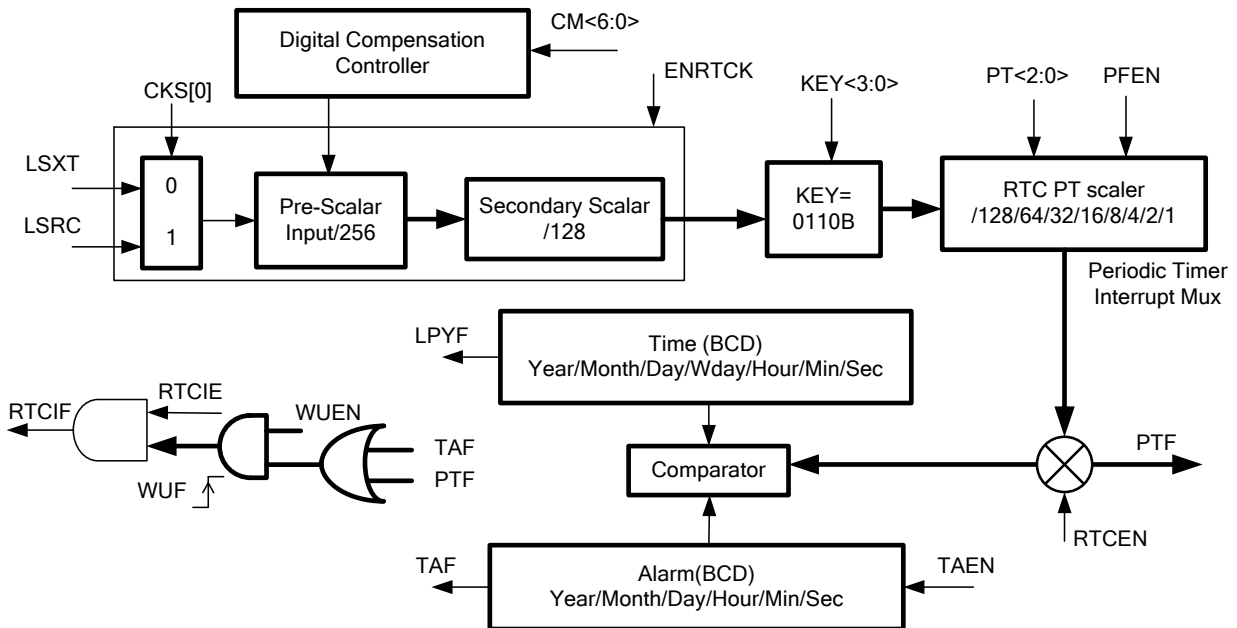 CM<6:0>
Digital Compensation
Controller
ENRTCK
KEY<3:0>
PT<2:0>
PFEN
CKS[0]
LSXT
LSRC
0
1
Pre-Scalar
Input/256
Secondary Scalar
/128
KEY=
0110B
RTC PT scaler
/128/64/32/16/8/4/2/1
Periodic Timer
Interrupt Mux
LPYF
Time (BCD)
Year/Month/Day/Wday/Hour/Min/Sec
RTCIF
RTCIE
WUEN
TAF
PTF
WUF
Comparator
PTF
RTCEN
TAF
Alarm(BCD)
Year/Month/Day/Hour/Min/Sec
TAEN